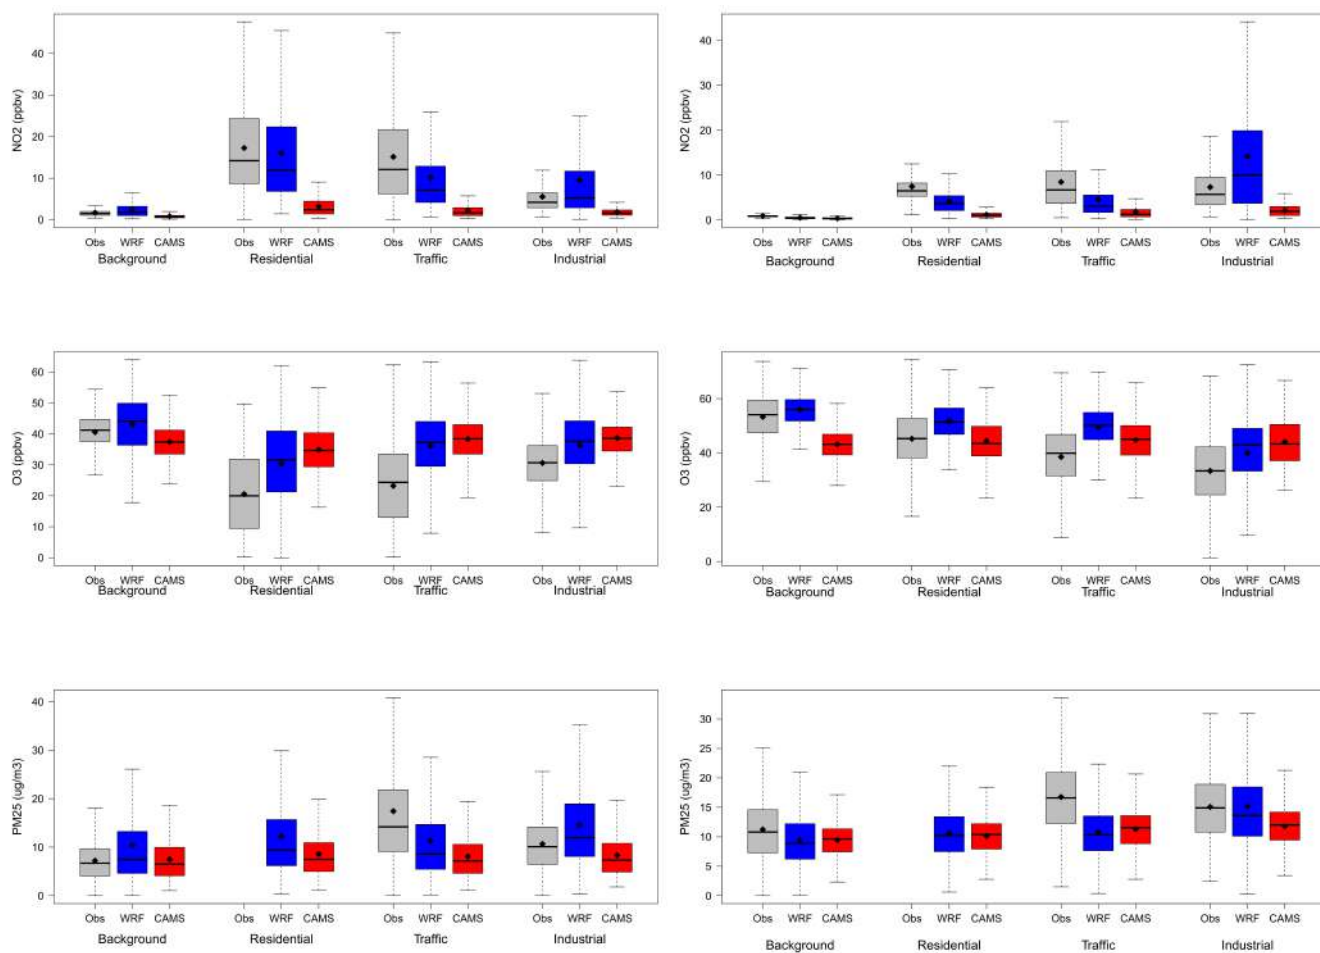 NO2 (ppbv)
40
30
20
10
0
Obs WRF CAMS Obs WRF CAMS Obs WRF CAMS Obs WRF CAMS
Background Residential Traffic Industrial
NO2 (ppbv)
40
30
20
10
0
Obs WRF CAMS Obs WRF CAMS Obs WRF CAMS Obs WRF CAMS
Background Residential Traffic Industrial
O3 (ppbv)
60
50
40
30
20
10
0
Obs WRF CAMS Obs WRF CAMS Obs WRF CAMS Obs WRF CAMS
Background Residential Traffic Industrial
O3 (ppbv)
60
40
20
0
Obs WRF CAMS Obs WRF CAMS Obs WRF CAMS Obs WRF CAMS
Background Residential Traffic Industrial
PM25 (ug/m3)
40
30
20
10
0
Obs WRF CAMS Obs WRF CAMS Obs WRF CAMS Obs WRF CAMS
Background Residential Traffic Industrial
PM25 (ug/m3)
30
25
20
15
10
5
0
Obs WRF CAMS Obs WRF CAMS Obs WRF CAMS Obs WRF CAMS
Background Residential Traffic Industrial